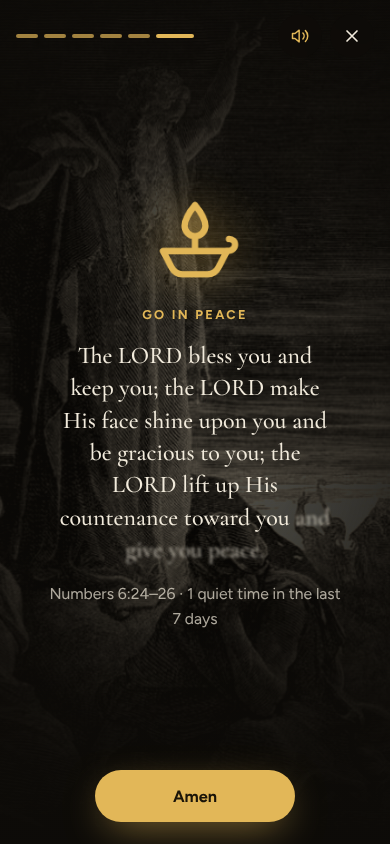 GO IN PEACE
The LORD bless you and
keep you; the LORD make
His face shine upon you and
be gracious to you; the
LORD lift up His
countenance toward you and
give you peace.
Numbers 6:24–26 · 1 quiet time in the last
7 days
Amen